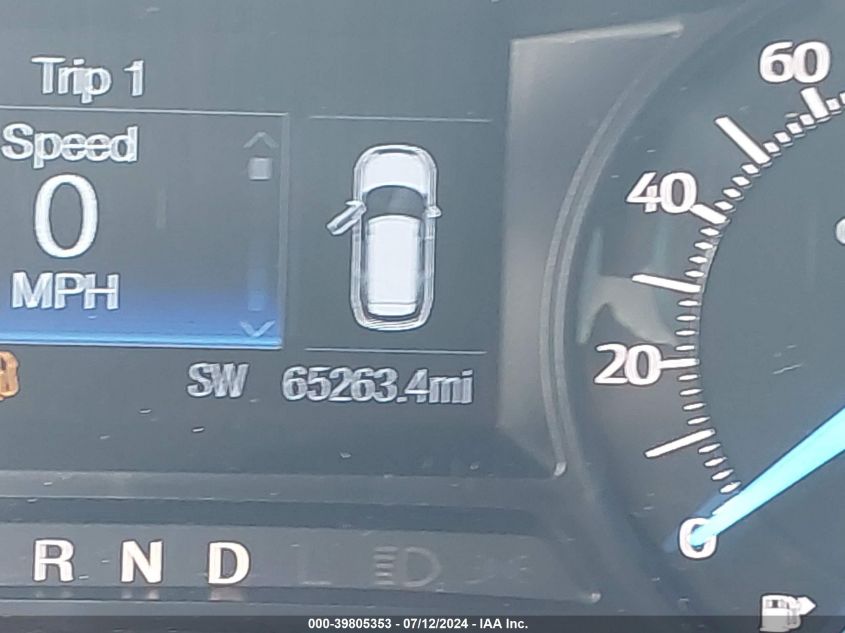 Trip 1
Speed
0
MPH
SW 65263.4mi
R N D L
60
40
20
0
000-39805353 - 07/12/2024 - IAA Inc.